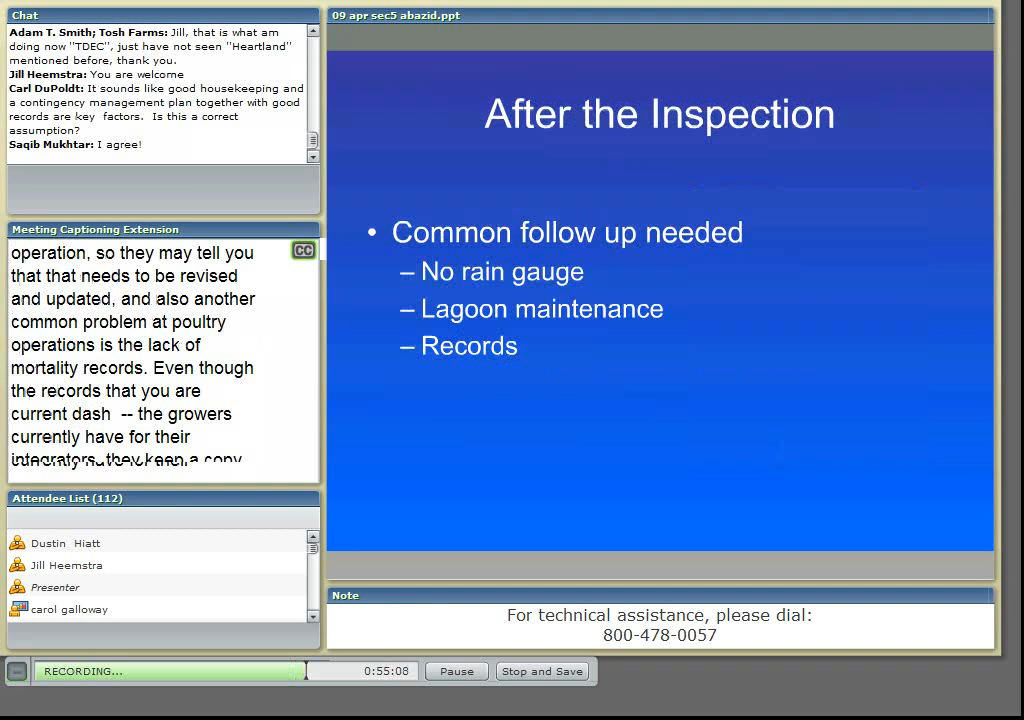 Chat
Adam T. Smith; Tosh Farms: Jill, that is what am
doing now "TDEC", just have not seen "Heartland"
mentioned before, thank you.
Jill Heemstra: You are welcome
Carl DuPoldt: It sounds like good housekeeping and
a contingency management plan together with good
records are key factors. Is this a correct
assumption?
Saqib Mukhtar: I agree!
Meeting Captioning Extension
CC
operation, so they may tell you
that that needs to be revised
and updated, and also another
common problem at poultry
operations is the lack of
mortality records. Even though
the records that you are
current dash -- the growers
currently have for their
integrators, they keep a copy
Attendee List (112)
Dustin Hiatt
Jill Heemstra
Presenter
carol galloway
09 apr sec5 abazid.ppt
After the Inspection
• Common follow up needed
– No rain gauge
– Lagoon maintenance
– Records
Note
For technical assistance, please dial:
800-478-0057
RECORDING... 0:55:08 Pause Stop and Save